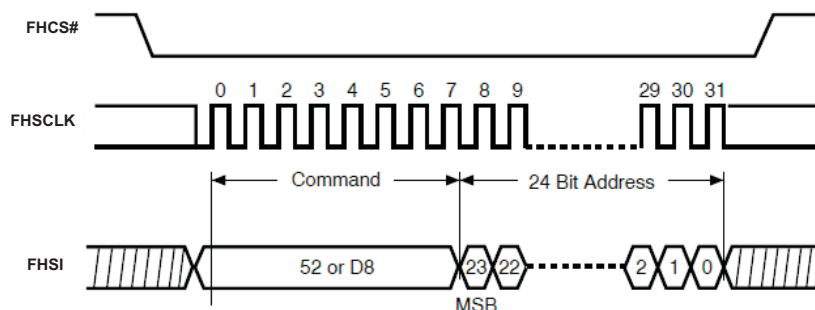 FHCS#
0 1 2 3 4 5 6 7 8 9 29 30 31
FHSCLK
Command 24 Bit Address
FHSI 52 or D8 23 22 2 1 0
MSB